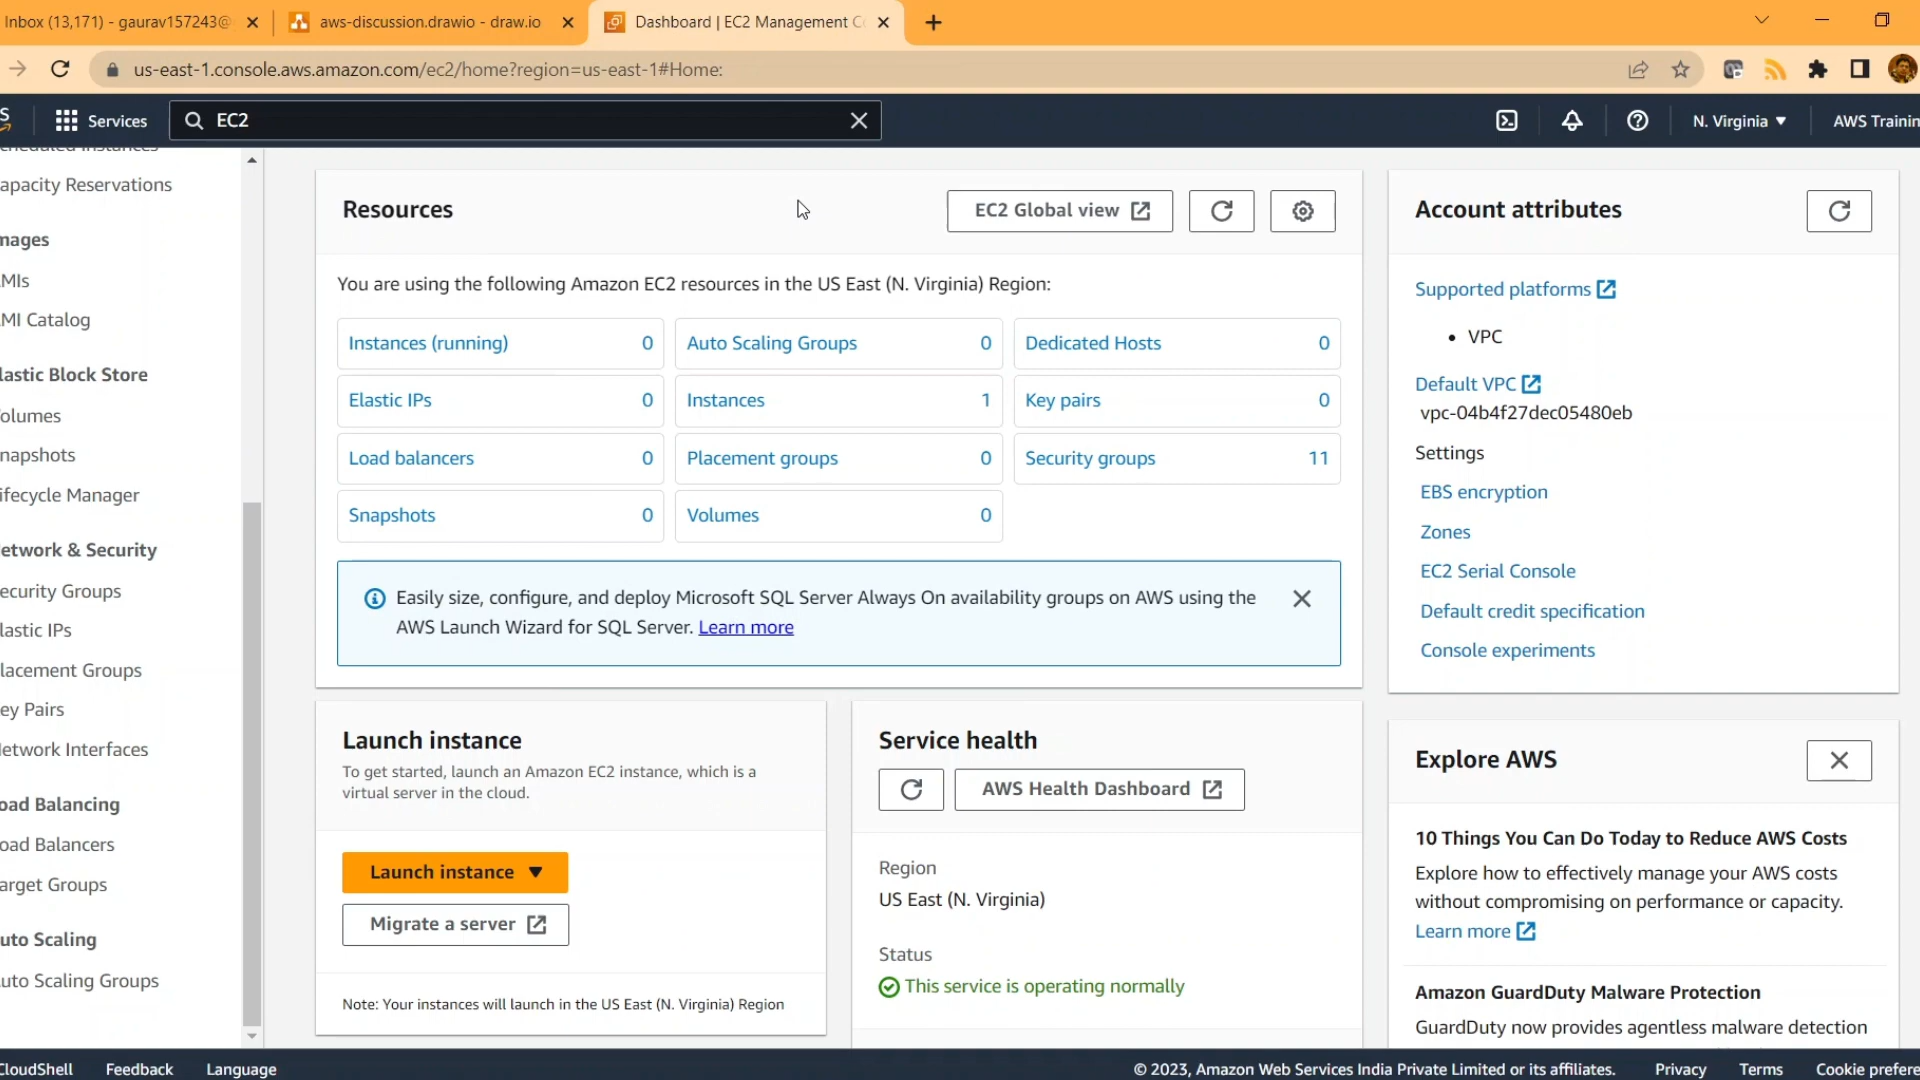 Inbox (13,171) - gaurav157243@
aws-discussion.drawio - draw.io
Dashboard | EC2 Management C
us-east-1.console.aws.amazon.com/ec2/home?region=us-east-1#Home:
Services
EC2
N. Virginia
AWS Trainin
apacity Reservations
mages
MIs
MI Catalog
lastic Block Store
olumes
napshots
ifecycle Manager
etwork & Security
ecurity Groups
lastic IPs
lacement Groups
ey Pairs
etwork Interfaces
oad Balancing
oad Balancers
arget Groups
uto Scaling
uto Scaling Groups
Resources
EC2 Global view
You are using the following Amazon EC2 resources in the US East (N. Virginia) Region:
Instances (running) 0
Auto Scaling Groups 0
Dedicated Hosts 0
Elastic IPs 0
Instances 1
Key pairs 0
Load balancers 0
Placement groups 0
Security groups 11
Snapshots 0
Volumes 0
Easily size, configure, and deploy Microsoft SQL Server Always On availability groups on AWS using the
AWS Launch Wizard for SQL Server. Learn more
Launch instance
To get started, launch an Amazon EC2 instance, which is a
virtual server in the cloud.
Launch instance
Migrate a server
Note: Your instances will launch in the US East (N. Virginia) Region
Service health
AWS Health Dashboard
Region
US East (N. Virginia)
Status
This service is operating normally
Account attributes
Supported platforms
• VPC
Default VPC
vpc-04b4f27dec05480eb
Settings
EBS encryption
Zones
EC2 Serial Console
Default credit specification
Console experiments
Explore AWS
10 Things You Can Do Today to Reduce AWS Costs
Explore how to effectively manage your AWS costs
without compromising on performance or capacity.
Learn more
Amazon GuardDuty Malware Protection
GuardDuty now provides agentless malware detection
CloudShell
Feedback
Language
© 2023, Amazon Web Services India Private Limited or its affiliates.
Privacy
Terms
Cookie prefere